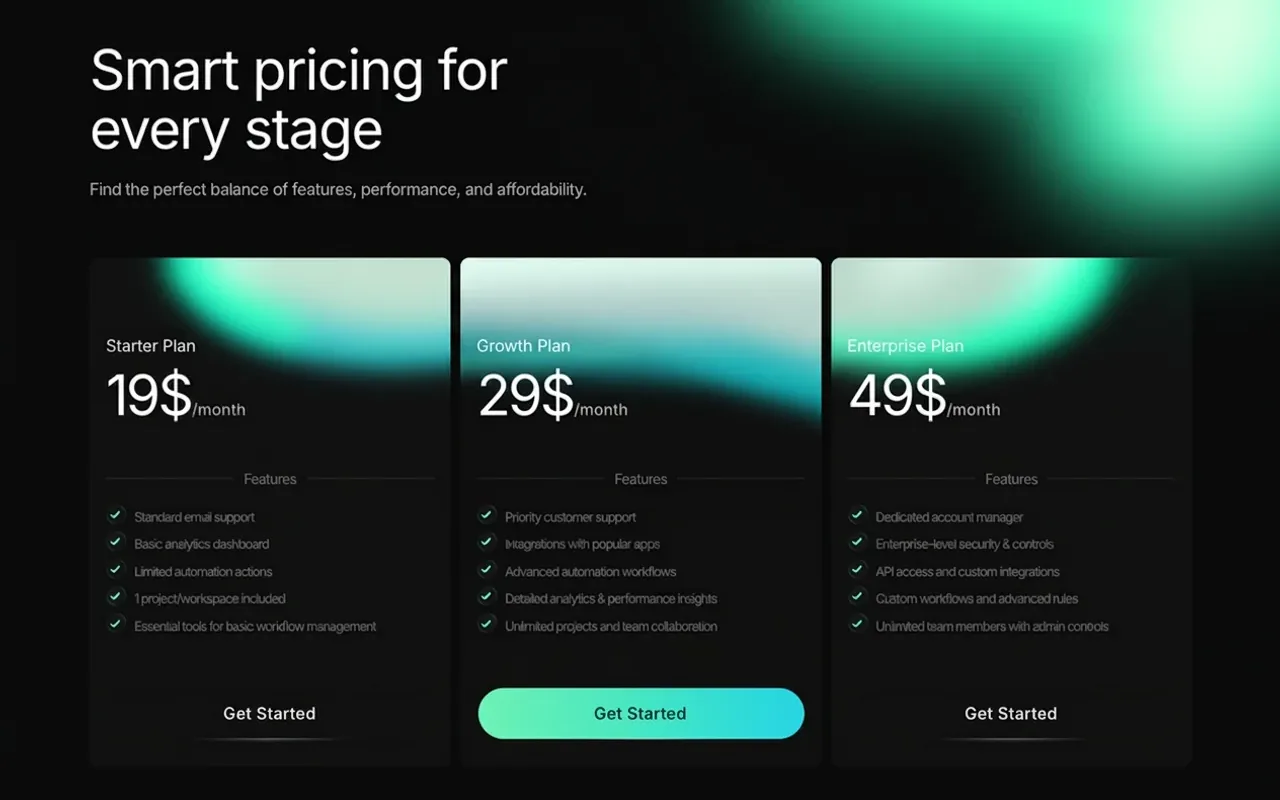 Smart pricing for
every stage
Find the perfect balance of features, performance, and affordability.
Starter Plan
19$/month
Features
Standard email support
Basic analytics dashboard
Limited automation actions
1 project/workspace included
Essential tools for basic workflow management
Get Started
Growth Plan
29$/month
Features
Priority customer support
Integrations with popular apps
Advanced automation workflows
Detailed analytics & performance insights
Unlimited projects and team collaboration
Get Started
Enterprise Plan
49$/month
Features
Dedicated account manager
Enterprise-level security & controls
API access and custom integrations
Custom workflows and advanced rules
Unlimited team members with admin controls
Get Started